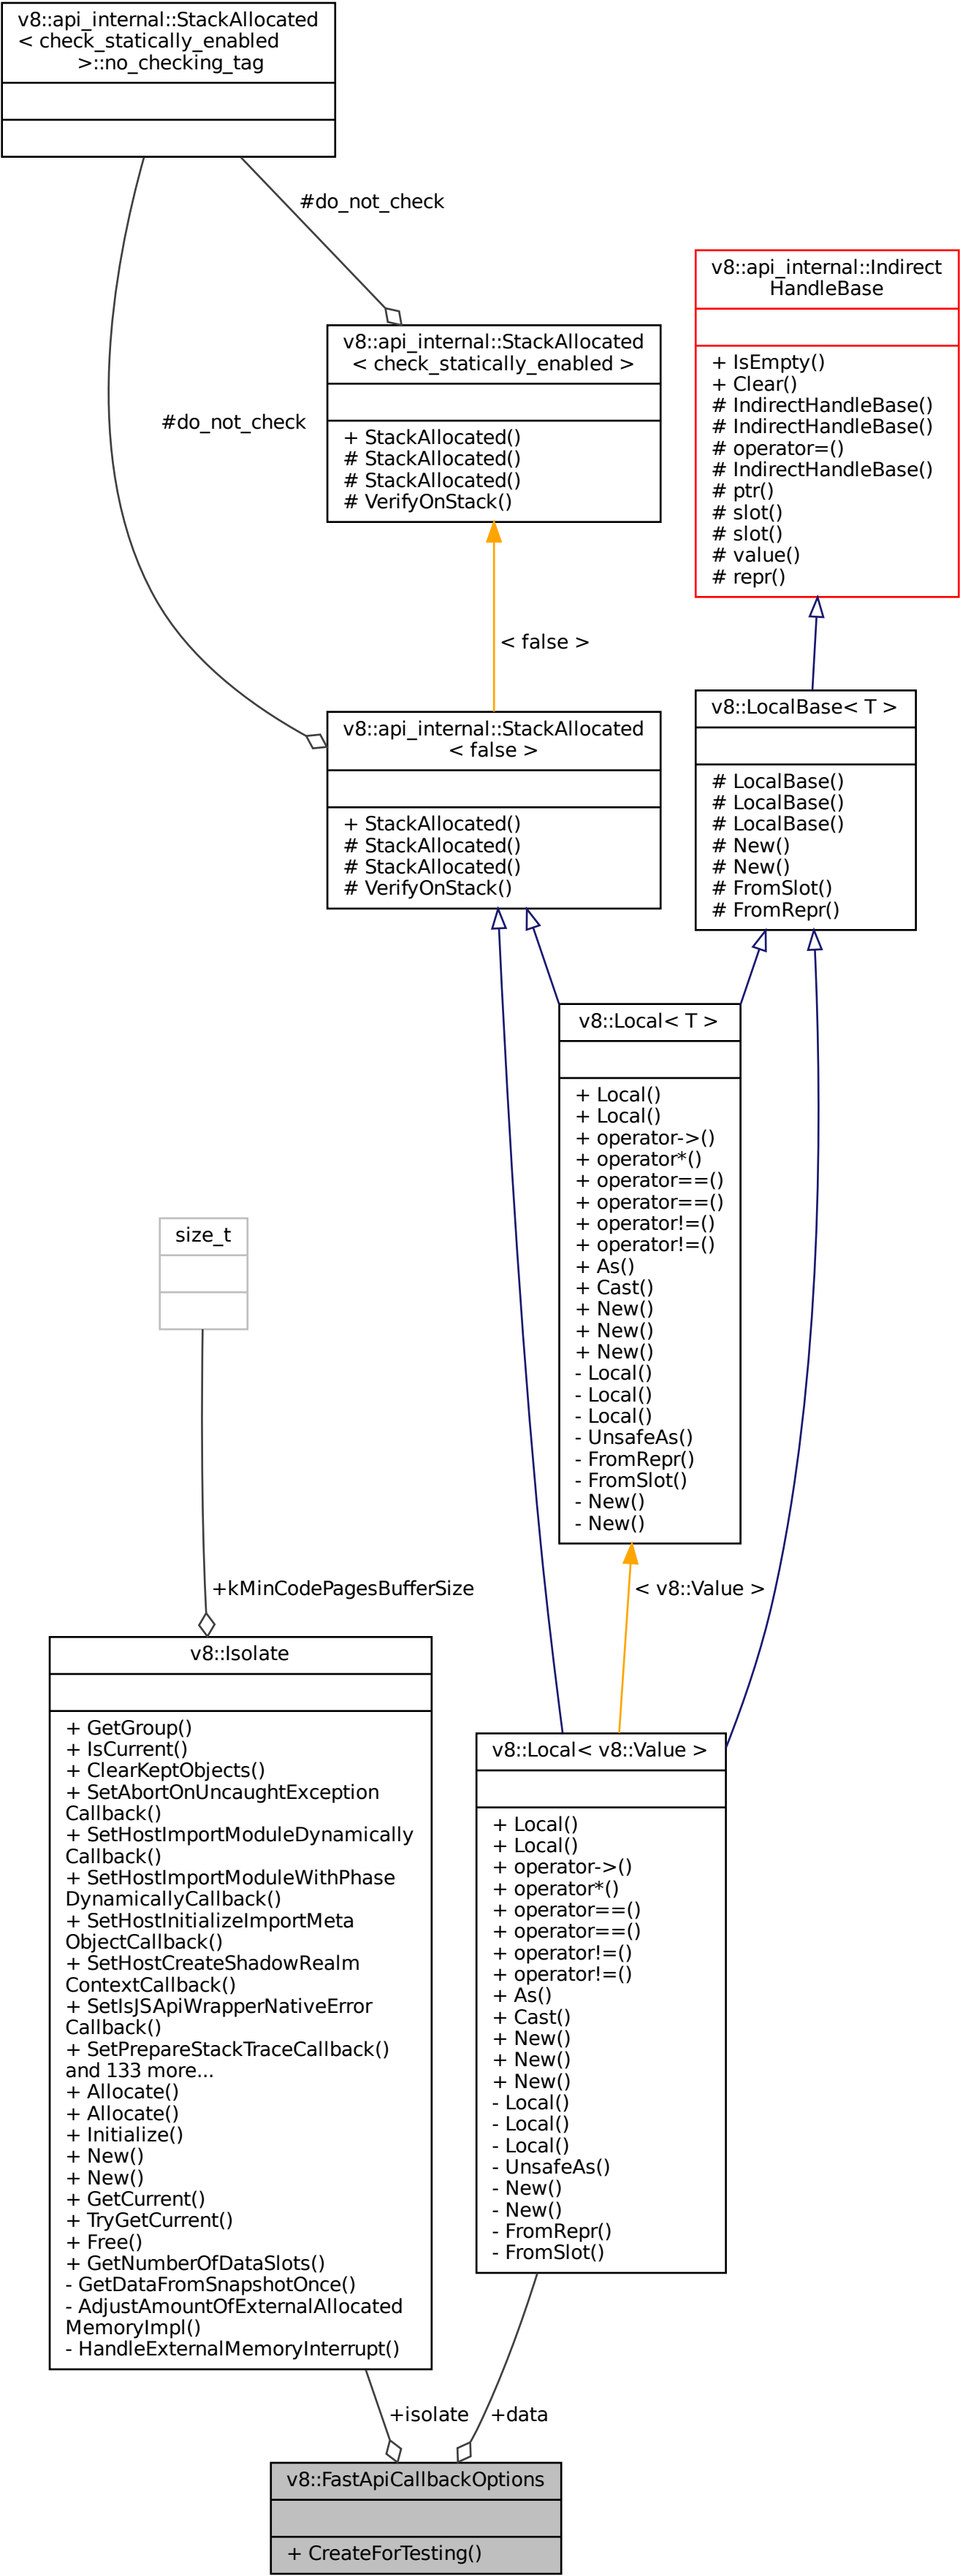 v8::api_internal::StackAllocated
< check_statically_enabled
>::no_checking_tag
#do_not_check
v8::api_internal::Indirect
HandleBase
+ IsEmpty()
+ Clear()
# IndirectHandleBase()
# IndirectHandleBase()
# operator=()
# IndirectHandleBase()
# ptr()
# slot()
# slot()
# value()
# repr()
v8::api_internal::StackAllocated
< check_statically_enabled >
+ StackAllocated()
# StackAllocated()
# StackAllocated()
# VerifyOnStack()
#do_not_check
< false >
v8::LocalBase< T >
# LocalBase()
# LocalBase()
# LocalBase()
# New()
# New()
# FromSlot()
# FromRepr()
v8::api_internal::StackAllocated
< false >
+ StackAllocated()
# StackAllocated()
# StackAllocated()
# VerifyOnStack()
v8::Local< T >
+ Local()
+ Local()
+ operator->()
+ operator*()
+ operator==()
+ operator==()
+ operator!=()
+ operator!=()
+ As()
+ Cast()
+ New()
+ New()
+ New()
- Local()
- Local()
- Local()
- UnsafeAs()
- FromRepr()
- FromSlot()
- New()
- New()
size_t
+kMinCodePagesBufferSize
< v8::Value >
v8::Isolate
+ GetGroup()
+ IsCurrent()
+ ClearKeptObjects()
+ SetAbortOnUncaughtException
Callback()
+ SetHostImportModuleDynamically
Callback()
+ SetHostImportModuleWithPhase
DynamicallyCallback()
+ SetHostInitializeImportMeta
ObjectCallback()
+ SetHostCreateShadowRealm
ContextCallback()
+ SetIsJSApiWrapperNativeError
Callback()
+ SetPrepareStackTraceCallback()
and 133 more...
+ Allocate()
+ Allocate()
+ Initialize()
+ New()
+ New()
+ GetCurrent()
+ TryGetCurrent()
+ Free()
+ GetNumberOfDataSlots()
- GetDataFromSnapshotOnce()
- AdjustAmountOfExternalAllocated
MemoryImpl()
- HandleExternalMemoryInterrupt()
v8::Local< v8::Value >
+ Local()
+ Local()
+ operator->()
+ operator*()
+ operator==()
+ operator==()
+ operator!=()
+ operator!=()
+ As()
+ Cast()
+ New()
+ New()
+ New()
- Local()
- Local()
- Local()
- UnsafeAs()
- New()
- New()
- FromRepr()
- FromSlot()
+isolate
+data
v8::FastApiCallbackOptions
+ CreateForTesting()